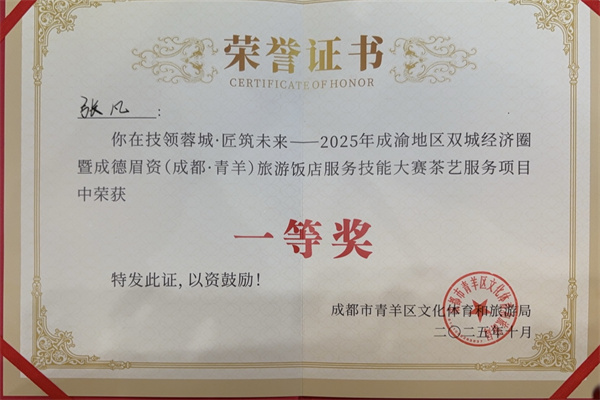 荣誉证书
CERTIFICATE OF HONOR
张凡:
你在技领蓉城·匠筑未来——2025年成渝地区双城经济圈
暨成德眉资(成都·青羊)旅游饭店服务技能大赛茶艺服务项目
中荣获
一等奖
特发此证,以资鼓励!
成都市青羊区文化体育和旅游局
二〇二五年十月